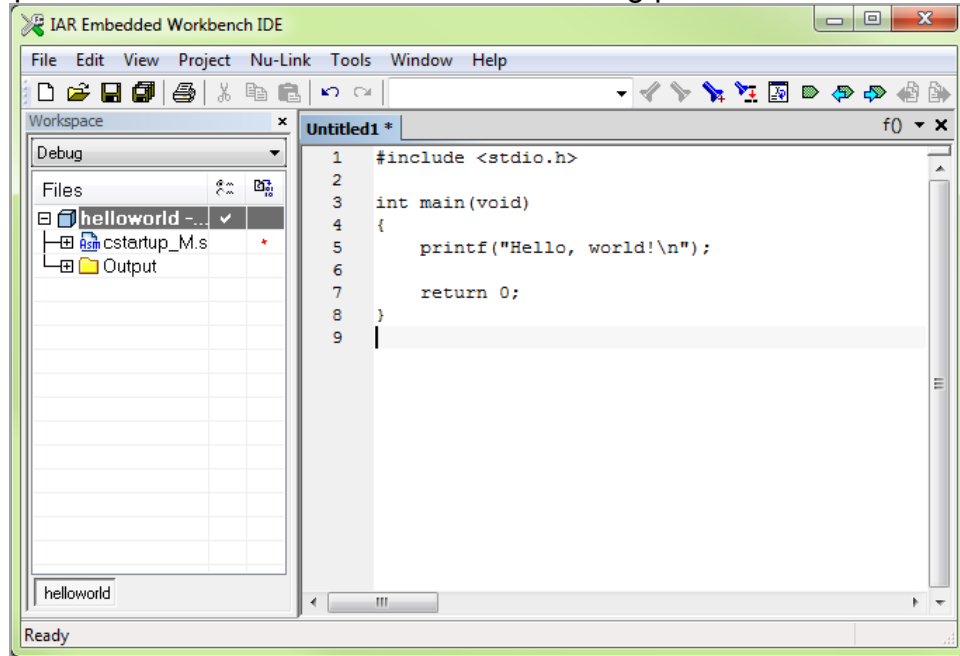 IAR Embedded Workbench IDE
File Edit View Project Nu-Link Tools Window Help
Workspace
Debug
Files
helloworld -...
cstartup_M.s
Output
helloworld
Untitled1 *
f()
1 #include <stdio.h>
2
3 int main(void)
4 {
5 printf("Hello, world!\n");
6
7 return 0;
8 }
9
Ready